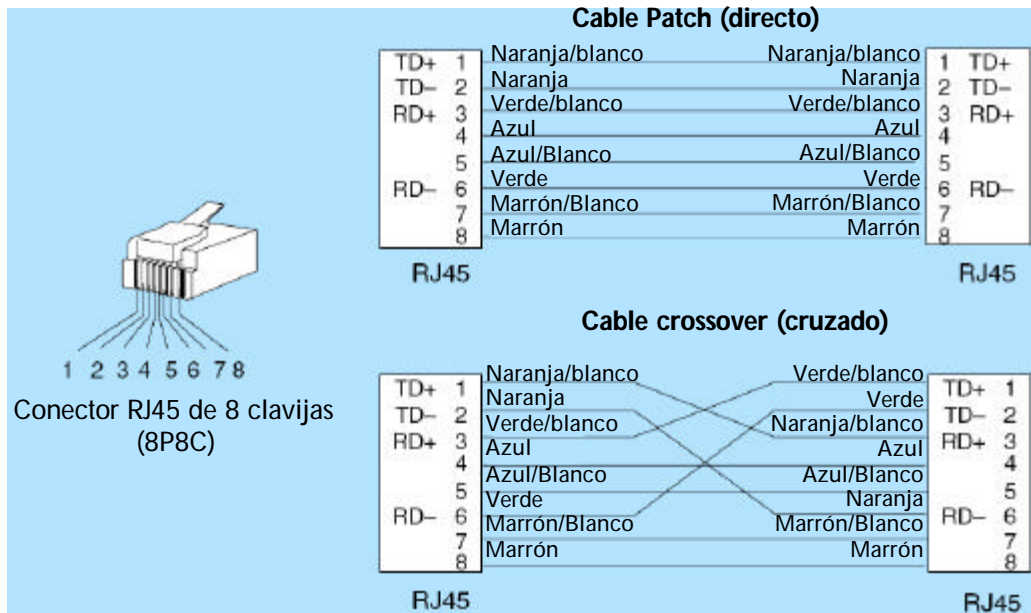 Cable Patch (directo)
TD+ 1 Naranja/blanco Naranja/blanco 1 TD+
TD- 2 Naranja Naranja 2 TD-
RD+ 3 Verde/blanco Verde/blanco 3 RD+
4 Azul Azul 4
5 Azul/Blanco Azul/Blanco 5
RD- 6 Verde Verde 6 RD-
7 Marrón/Blanco Marrón/Blanco 7
8 Marrón Marrón 8
RJ45 RJ45
1 2 3 4 5 6 7 8
Conector RJ45 de 8 clavijas
(8P8C)
Cable crossover (cruzado)
TD+ 1 Naranja/blanco Verde/blanco TD+ 1
TD- 2 Naranja Verde TD- 2
RD+ 3 Verde/blanco Naranja/blanco RD+ 3
4 Azul Azul 4
5 Azul/Blanco Azul/Blanco 5
RD- 6 Verde Naranja RD- 6
7 Marrón/Blanco Marrón/Blanco 7
8 Marrón Marrón 8
RJ45 RJ45